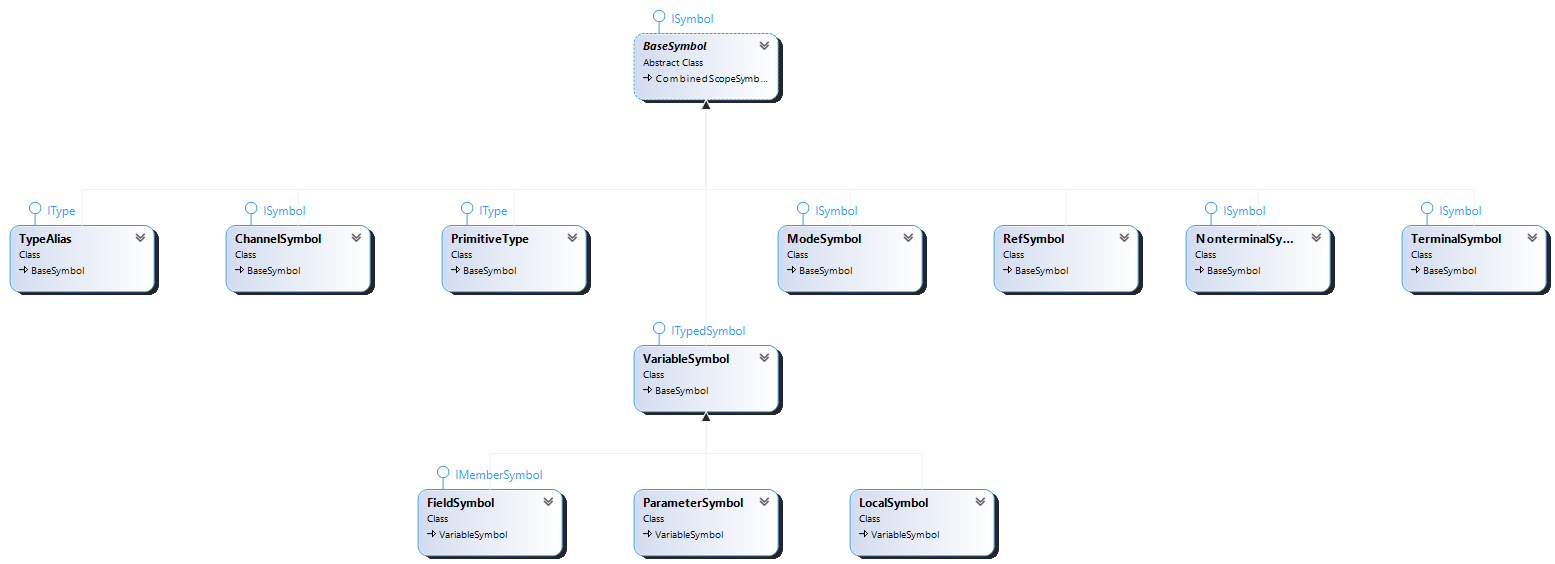 ISymbol
BaseSymbol
Abstract Class
CombinedScopeSymb...
IType
TypeAlias
Class
BaseSymbol
ISymbol
ChannelSymbol
Class
BaseSymbol
IType
PrimitiveType
Class
BaseSymbol
ISymbol
ModeSymbol
Class
BaseSymbol
RefSymbol
Class
BaseSymbol
ISymbol
NonterminalSy...
Class
BaseSymbol
ISymbol
TerminalSymbol
Class
BaseSymbol
ITypedSymbol
VariableSymbol
Class
BaseSymbol
IMemberSymbol
FieldSymbol
Class
VariableSymbol
ParameterSymbol
Class
VariableSymbol
LocalSymbol
Class
VariableSymbol